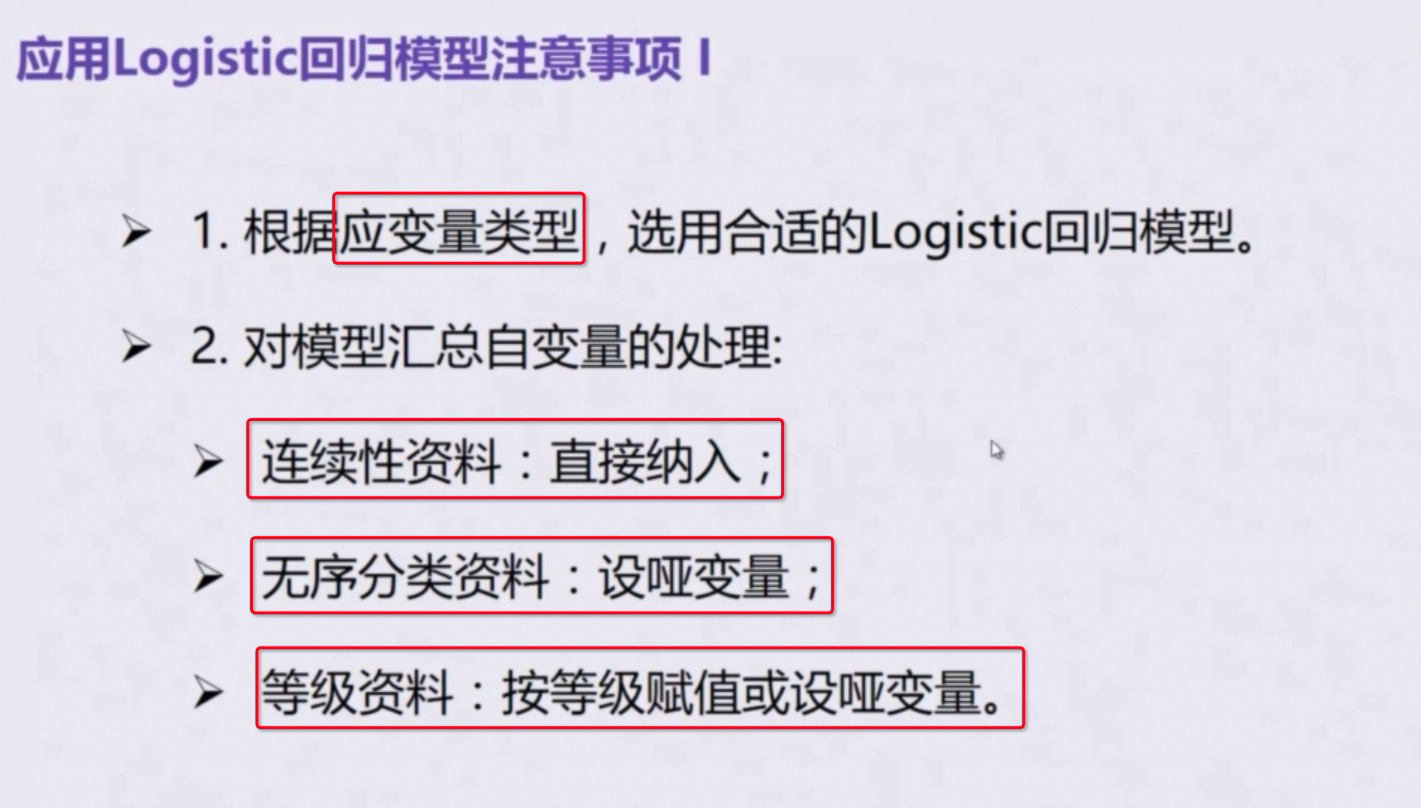 应用Logistic回归模型注意事项 I
➢ 1. 根据应变量类型，选用合适的Logistic回归模型。
➢ 2. 对模型汇总自变量的处理:
➢ 连续性资料：直接纳入；
➢ 无序分类资料：设哑变量；
➢ 等级资料：按等级赋值或设哑变量。